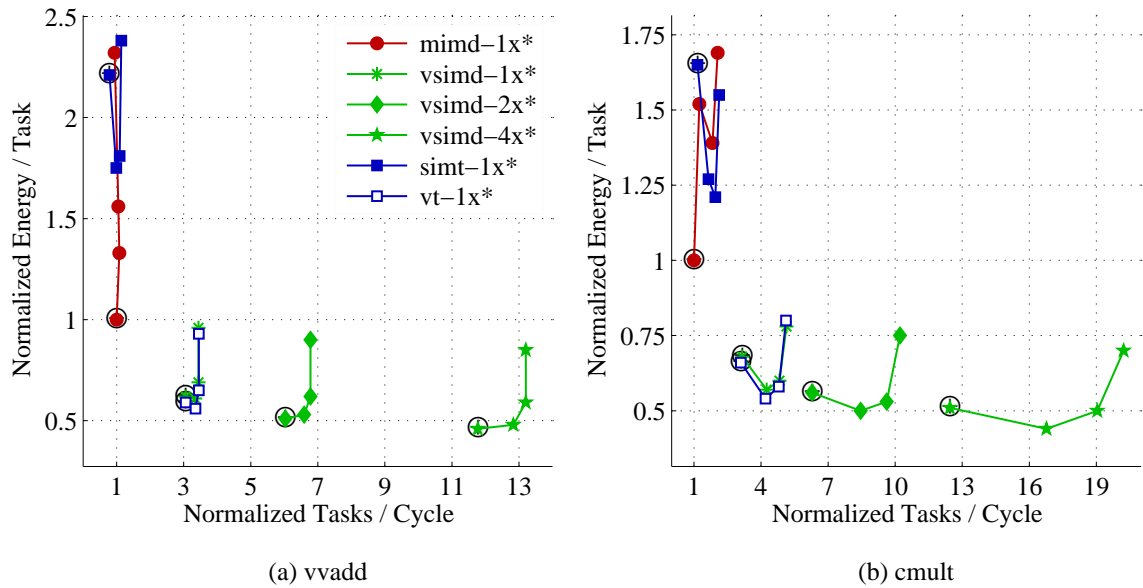 2.5
2
1.5
1
0.5
Normalized Energy / Task
1 3 5 7 9 11 13
Normalized Tasks / Cycle
mimd−1x*
vsimd−1x*
vsimd−2x*
vsimd−4x*
simt−1x*
vt−1x*
(a) vvadd
1.75
1.5
1.25
1
0.75
0.5
Normalized Energy / Task
1 4 7 10 13 16 19
Normalized Tasks / Cycle
(b) cmult